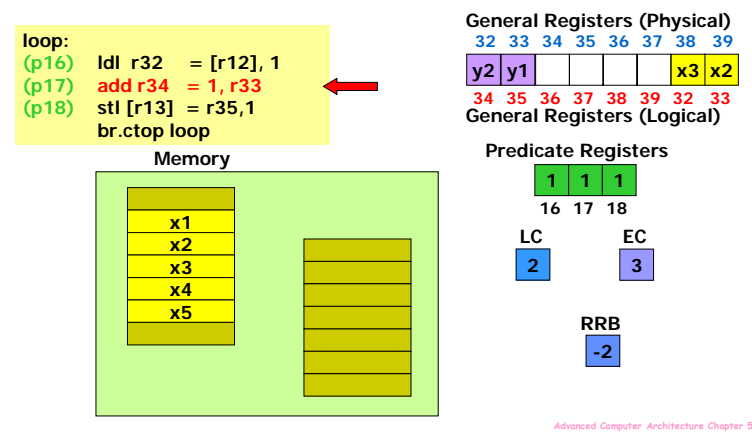 loop:
(p16) ldl r32 = [r12], 1
(p17) add r34 = 1, r33
(p18) stl [r13] = r35,1
br.ctop loop
General Registers (Physical)
32 33 34 35 36 37 38 39
y2 y1 x3 x2
34 35 36 37 38 39 32 33
General Registers (Logical)
Memory
x1
x2
x3
x4
x5
Predicate Registers
1 1 1
16 17 18
LC EC
2 3
RRB
-2
Advanced Computer Architecture Chapter 5